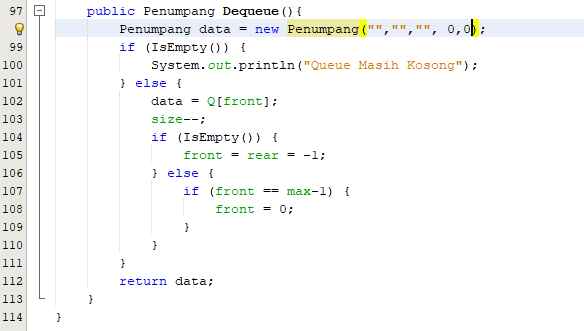 97 public Penumpang Dequeue(){
Penumpang data = new Penumpang("","","", 0,0);
99 if (IsEmpty()) {
100 System.out.println("Queue Masih Kosong");
101 } else {
102 data = Q[front];
103 size--;
104 if (IsEmpty()) {
105 front = rear = -1;
106 } else {
107 if (front == max-1) {
108 front = 0;
109 }
110 }
111 }
112 return data;
113 }
114 }